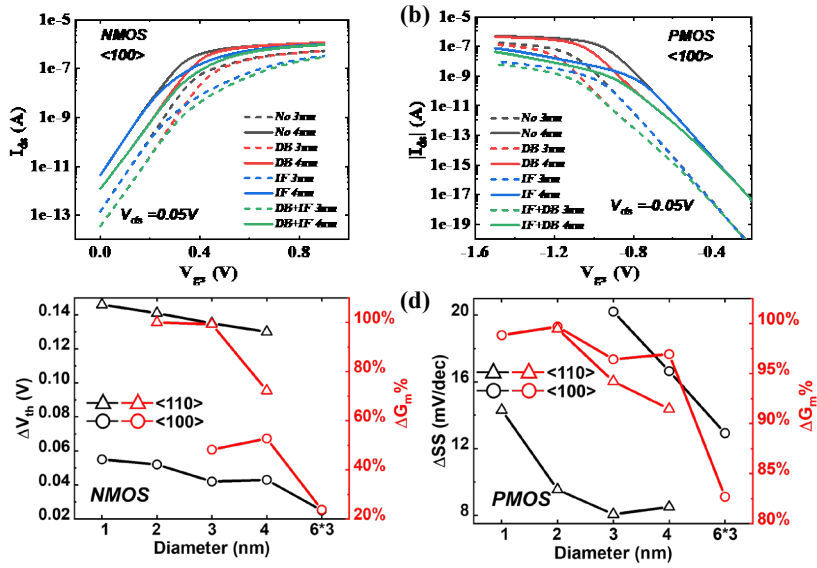 NMOS
<100>
1e-5
1e-7
1e-9
1e-11
1e-13
Ids (A)
No 3nm
No 4nm
DB 3nm
DB 4nm
IF 3nm
IF 4nm
DB+IF 3nm
DB+IF 4nm
Vds =0.05V
0.0 0.4 0.8
Vgs (V)
(b)
PMOS
<100>
1e-5
1e-7
1e-9
1e-11
1e-13
1e-15
1e-17
1e-19
|Ids| (A)
No 3nm
No 4nm
DB 3nm
DB 4nm
IF 3nm
IF 4nm
IF+DB 3nm
IF+DB 4nm
Vds =-0.05V
-1.6 -1.2 -0.8 -0.4
Vgs (V)
0.14
0.12
0.10
0.08
0.06
0.04
0.02
ΔVth (V)
<110>
<100>
NMOS
100%
80%
60%
40%
20%
ΔGm%
1 2 3 4 6*3
Diameter (nm)
(d)
20
16
12
8
ΔSS (mV/dec)
<110>
<100>
PMOS
100%
95%
90%
85%
80%
ΔGm%
1 2 3 4 6*3
Diameter (nm)